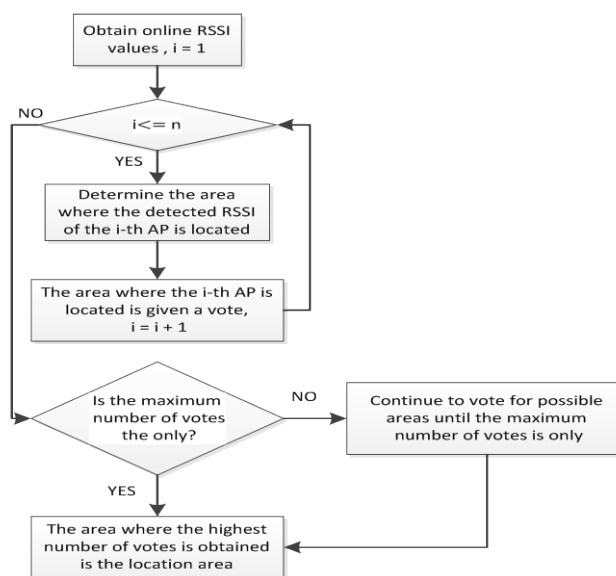 Obtain online RSSI
values , i = 1
NO
i<= n
YES
Determine the area
where the detected RSSI
of the i-th AP is located
The area where the i-th AP is
located is given a vote,
i = i + 1
Is the maximum
number of votes
the only?
NO
Continue to vote for possible
areas until the maximum
number of votes is only
YES
The area where the highest
number of votes is obtained
is the location area